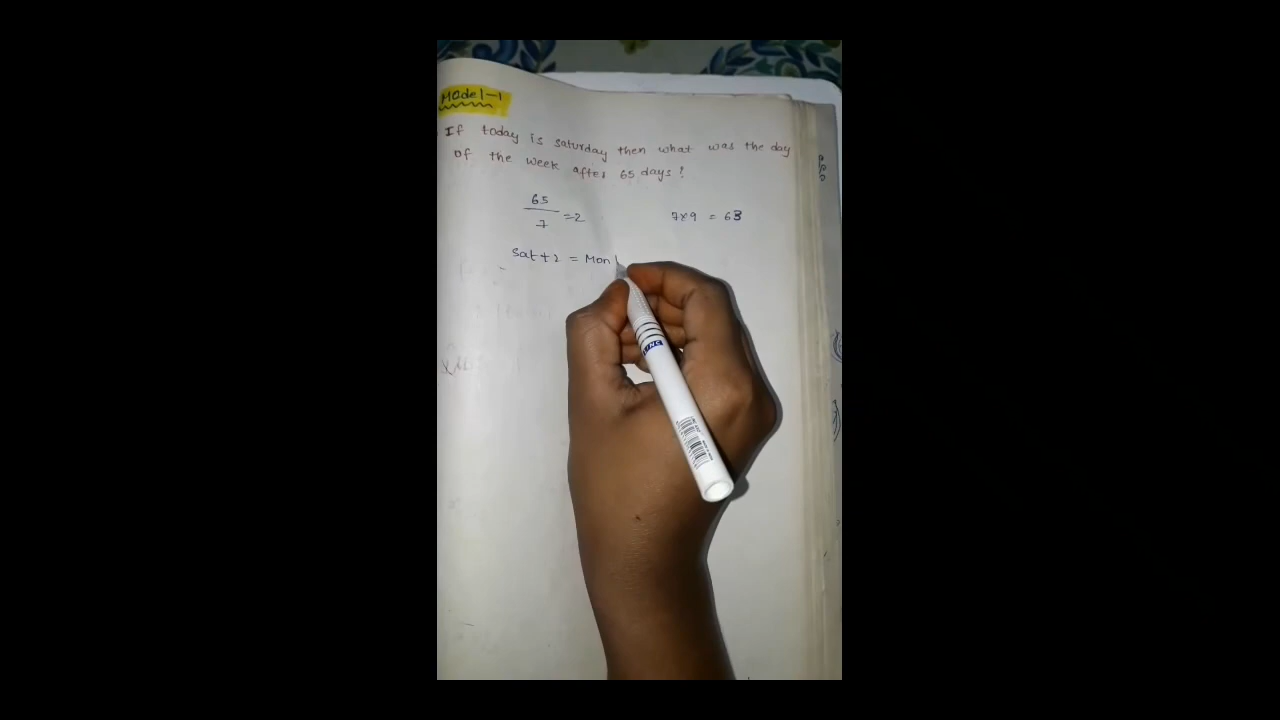 Model-1
If today is saturday then what was the day
of the week after 65 days?
65
7 =2
7x9 = 63
Sat+2 = Mon